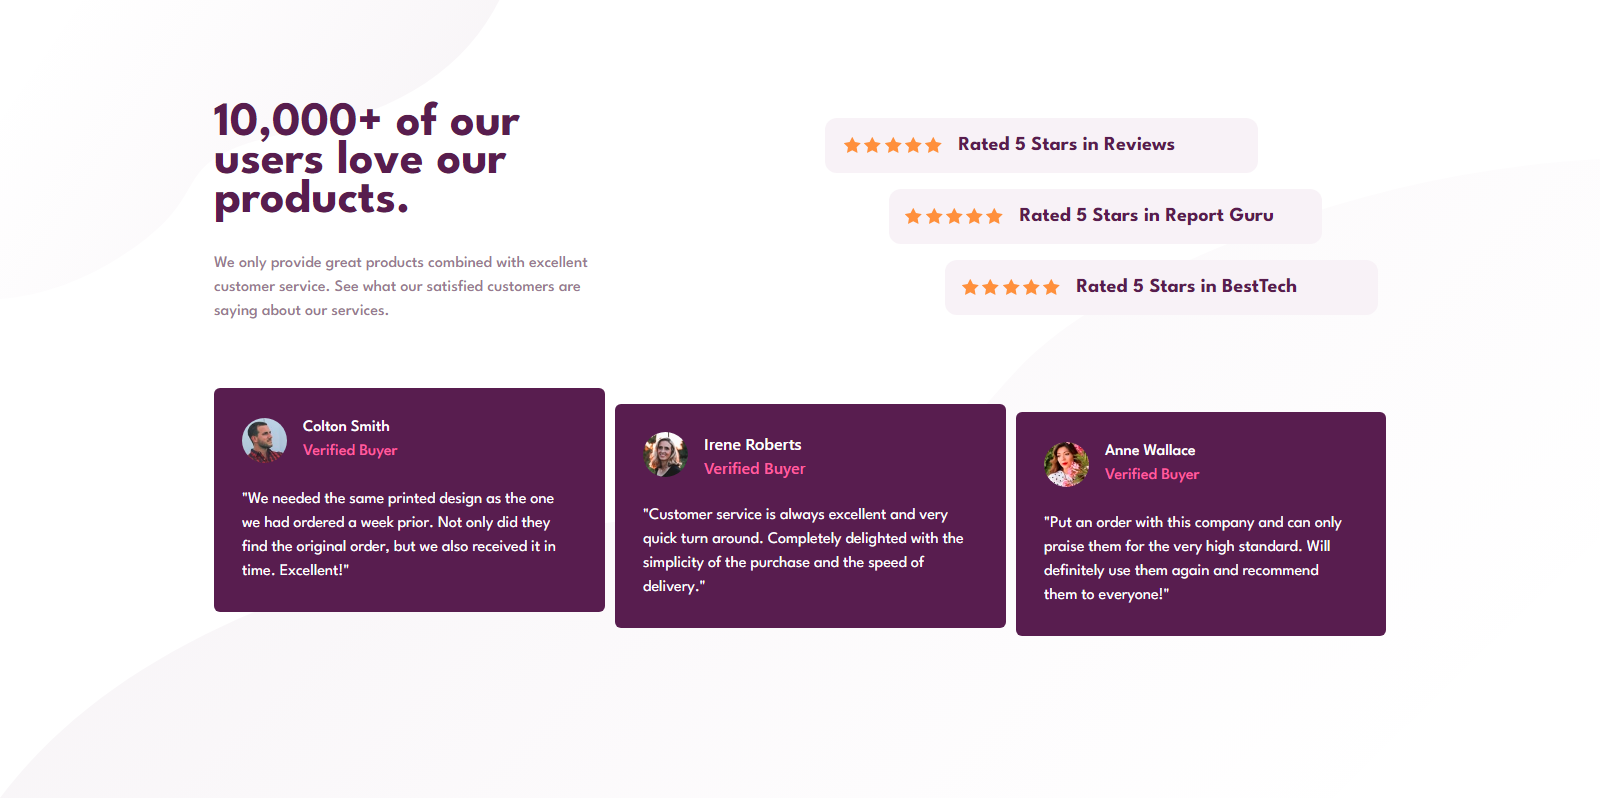 10,000+ of our
users love our
products.
We only provide great products combined with excellent
customer service. See what our satisfied customers are
saying about our services.
Rated 5 Stars in Reviews
Rated 5 Stars in Report Guru
Rated 5 Stars in BestTech
Colton Smith
Verified Buyer
"We needed the same printed design as the one
we had ordered a week prior. Not only did they
find the original order, but we also received it in
time. Excellent!"
Irene Roberts
Verified Buyer
"Customer service is always excellent and very
quick turn around. Completely delighted with the
simplicity of the purchase and the speed of
delivery."
Anne Wallace
Verified Buyer
"Put an order with this company and can only
praise them for the very high standard. Will
definitely use them again and recommend
them to everyone!"